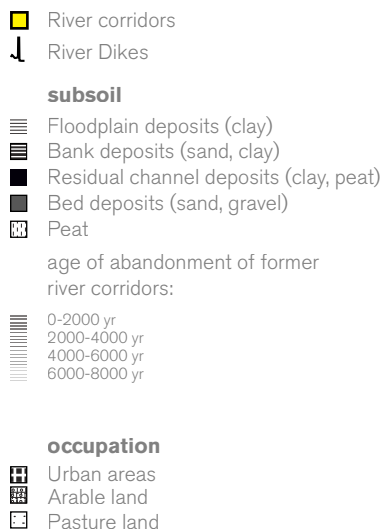 River corridors
River Dikes
subsoil
Floodplain deposits (clay)
Bank deposits (sand, clay)
Residual channel deposits (clay, peat)
Bed deposits (sand, gravel)
Peat
age of abandonment of former
river corridors:
0-2000 yr
2000-4000 yr
4000-6000 yr
6000-8000 yr
occupation
Urban areas
Arable land
Pasture land